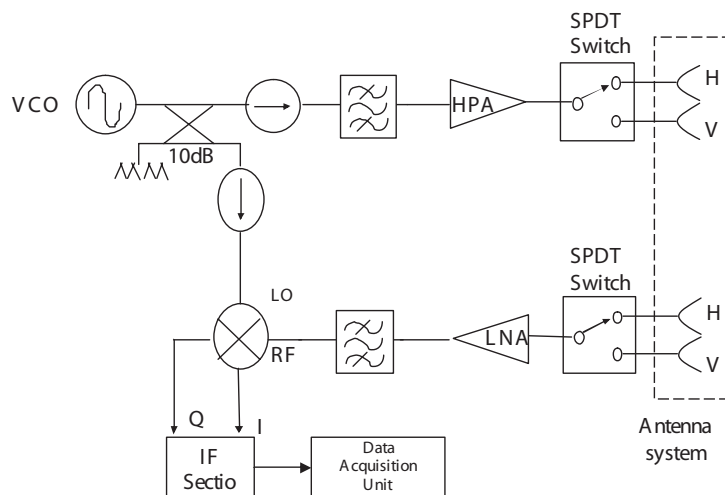 SPDT
Switch
VCO
HPA
H
V
10dB
LO
RF
SPDT
Switch
LNA
H
V
Q
I
IF
Sectio
Data
Acquisition
Unit
Antenna
system